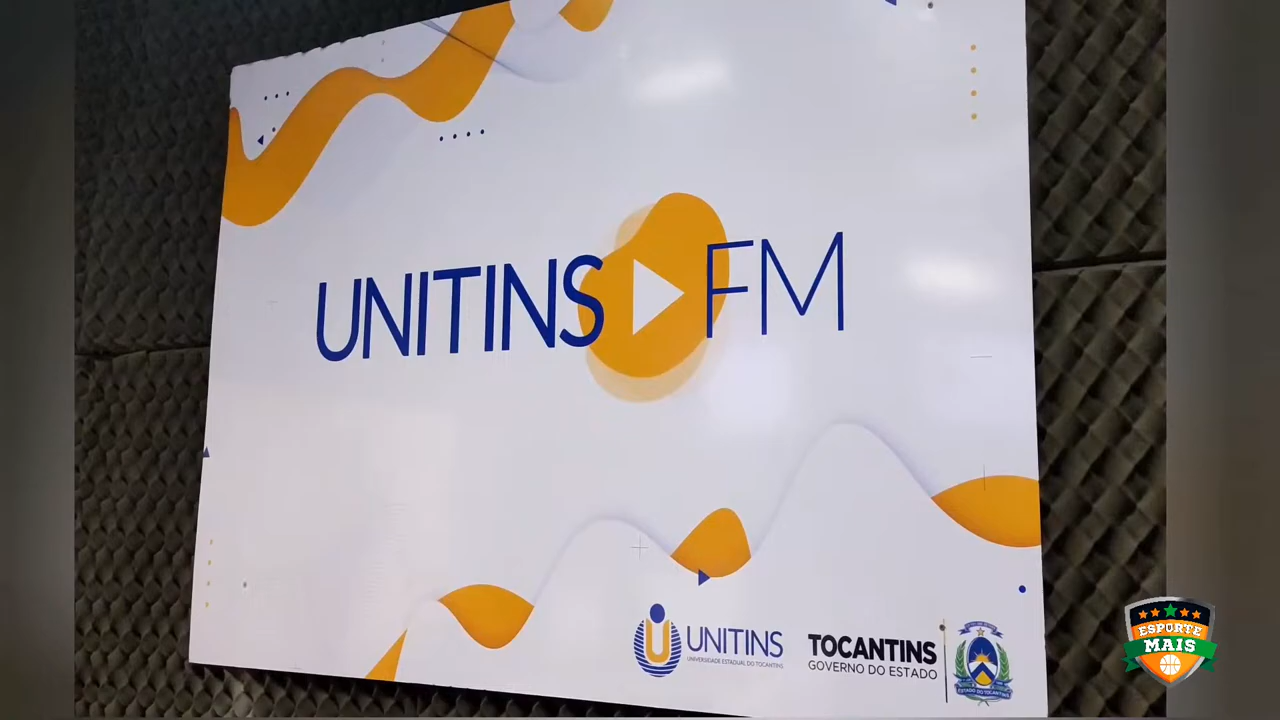 UNITINS FM
UNITINS
UNIVERSIDADE ESTADUAL DO TOCANTINS
TOCANTINS
GOVERNO DO ESTADO
ESTADO DO TOCANTINS
ESPORTE
MAIS